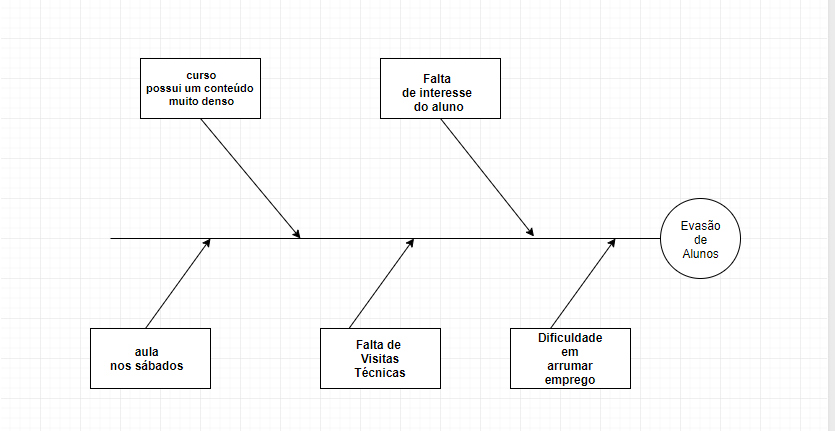 curso
possui um conteúdo
muito denso
Falta
de interesse
do aluno
Evasão
de
Alunos
aula
nos sábados
Falta de
Visitas
Técnicas
Dificuldade
em
arrumar
emprego